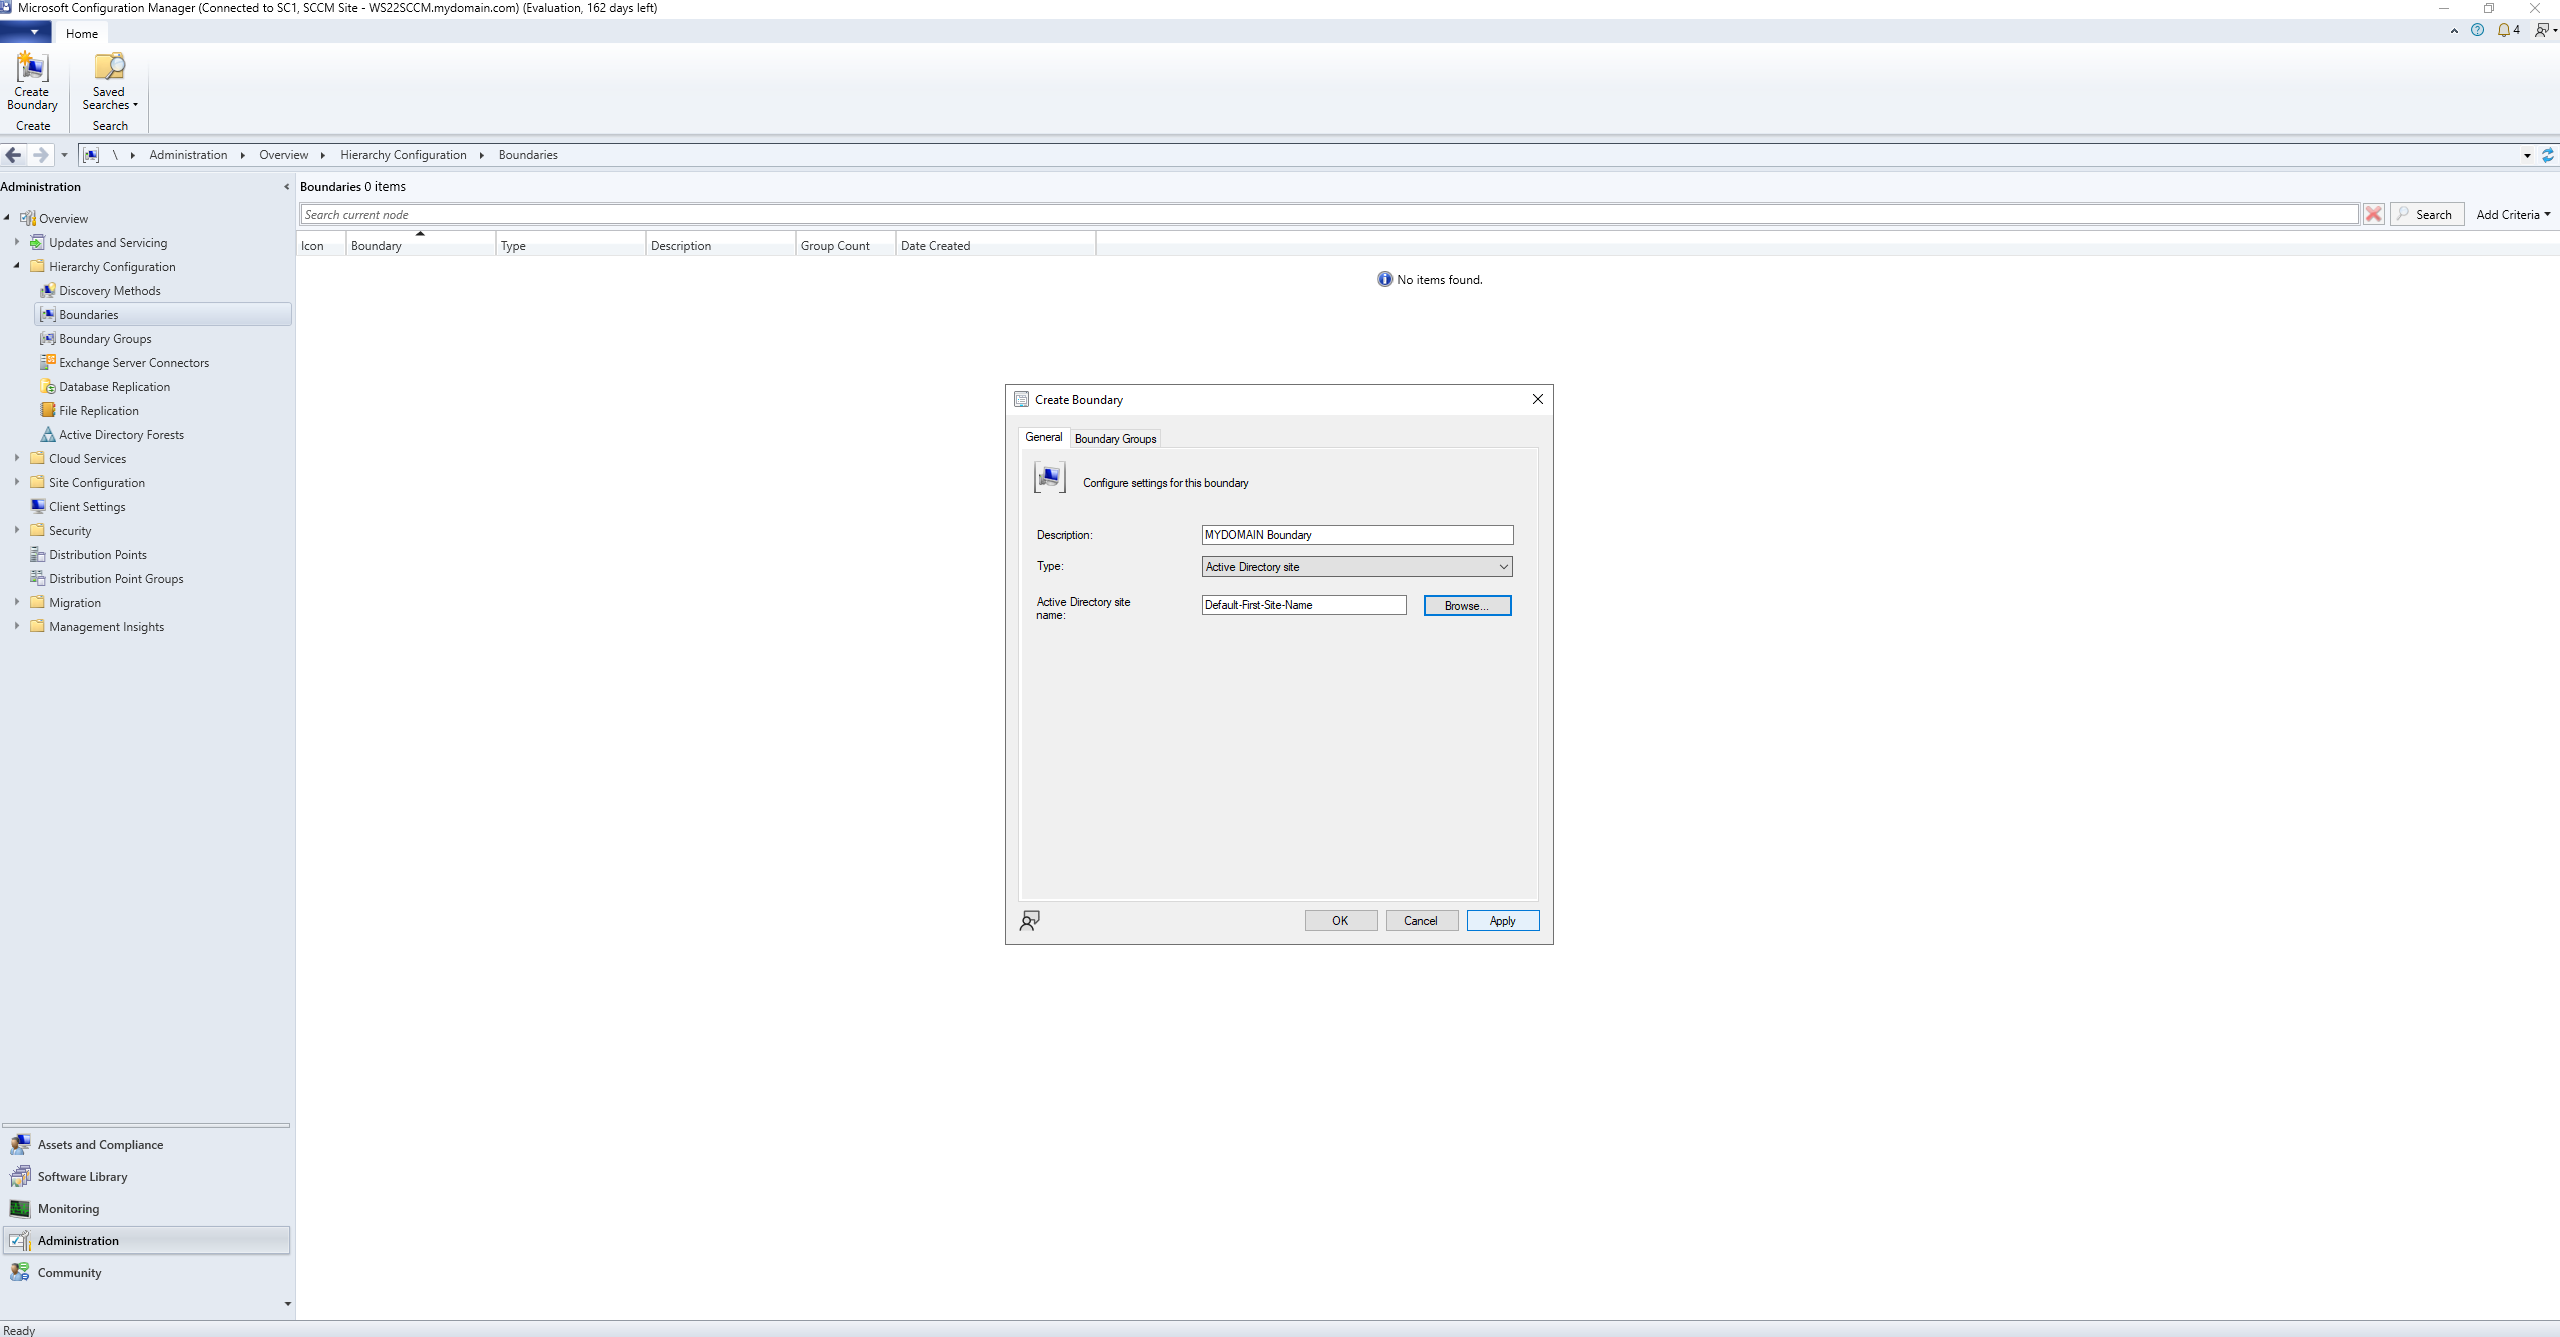 Microsoft Configuration Manager (Connected to SC1, SCCM Site - WS22SCCM.mydomain.com) (Evaluation, 162 days left)
Home
4
Create Boundary
Saved Searches
Create
Search
\ Administration Overview Hierarchy Configuration Boundaries
Administration
Overview
Updates and Servicing
Hierarchy Configuration
Discovery Methods
Boundaries
Boundary Groups
Exchange Server Connectors
Database Replication
File Replication
Active Directory Forests
Cloud Services
Site Configuration
Client Settings
Security
Distribution Points
Distribution Point Groups
Migration
Management Insights
Assets and Compliance
Software Library
Monitoring
Administration
Community
Boundaries 0 items
Search current node
Search
Add Criteria
Icon Boundary Type Description Group Count Date Created
No items found.
Create Boundary
General
Boundary Groups
Configure settings for this boundary
Description:
MYDOMAIN Boundary
Type:
Active Directory site
Active Directory site
name:
Default-First-Site-Name
Browse...
OK
Cancel
Apply
Ready